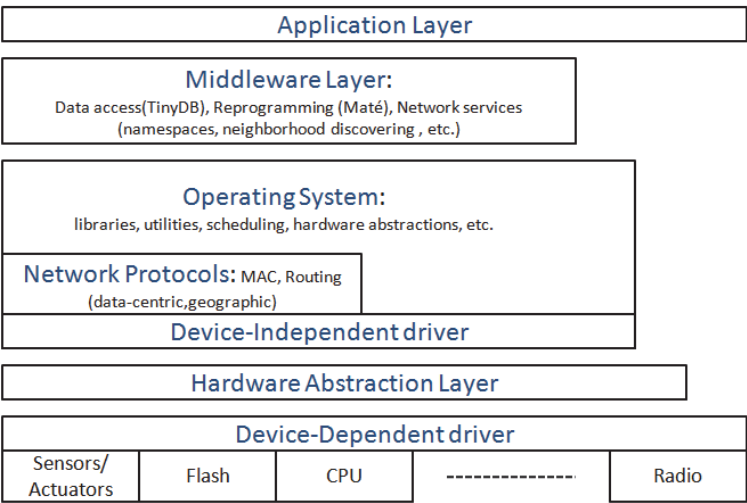 Application Layer
Middleware Layer:
Data access(TinyDB), Reprogramming (Maté), Network services
(namespaces, neighborhood discovering , etc.)
Operating System:
libraries, utilities, scheduling, hardware abstractions, etc.
Network Protocols: MAC, Routing
(data-centric,geographic)
Device-Independent driver
Hardware Abstraction Layer
Device-Dependent driver
Sensors/
Actuators
Flash
CPU
Radio